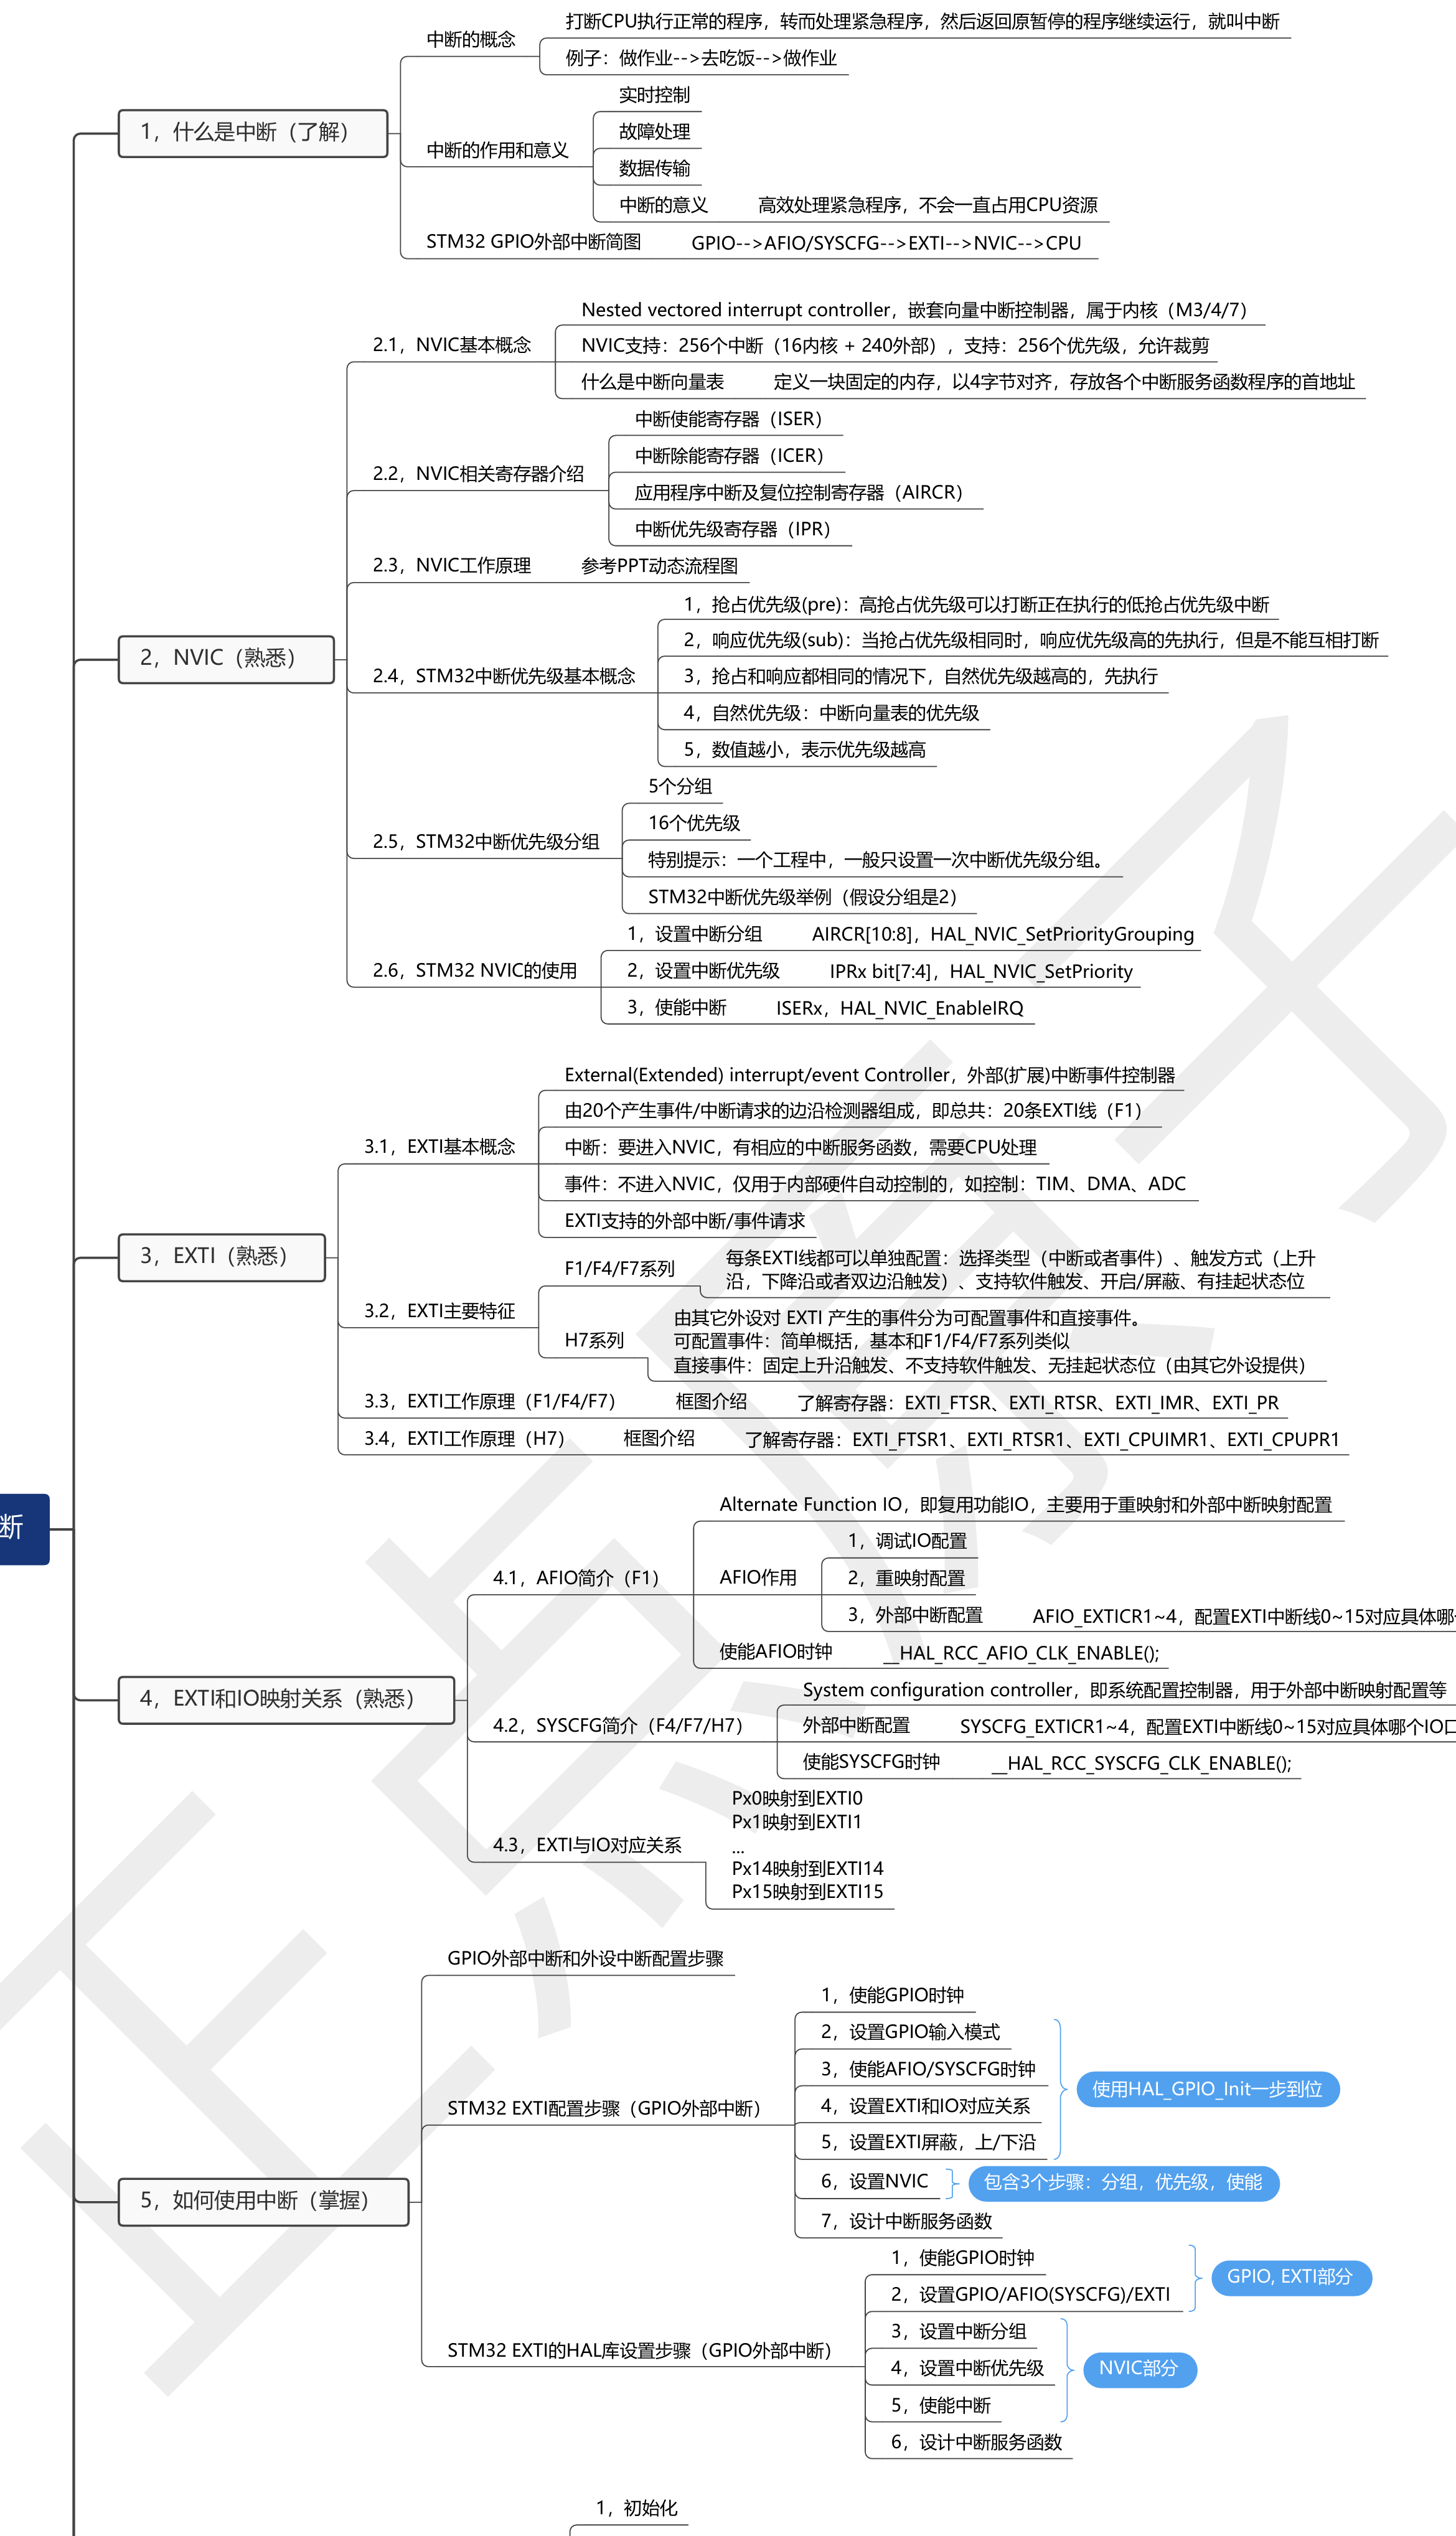 打断CPU执行正常的程序，转而处理紧急程序，然后返回原暂停的程序继续运行，就叫中断
中断的概念
例子：做作业-->去吃饭-->做作业
实时控制
1，什么是中断（了解）
故障处理
中断的作用和意义
数据传输
中断的意义
高效处理紧急程序，不会一直占用CPU资源
STM32 GPIO外部中断简图
GPIO-->AFIO/SYSCFG-->EXTI-->NVIC-->CPU
Nested vectored interrupt controller，嵌套向量中断控制器，属于内核（M3/4/7）
2.1，NVIC基本概念
NVIC支持：256个中断（16内核 + 240外部），支持：256个优先级，允许裁剪
什么是中断向量表
定义一块固定的内存，以4字节对齐，存放各个中断服务函数程序的首地址
中断使能寄存器（ISER）
中断除能寄存器（ICER）
2.2，NVIC相关寄存器介绍
应用程序中断及复位控制寄存器（AIRCR）
中断优先级寄存器（IPR）
2.3，NVIC工作原理
参考PPT动态流程图
1，抢占优先级(pre)：高抢占优先级可以打断正在执行的低抢占优先级中断
2，NVIC（熟悉）
2，响应优先级(sub)：当抢占优先级相同时，响应优先级高的先执行，但是不能互相打断
2.4，STM32中断优先级基本概念
3，抢占和响应都相同的情况下，自然优先级越高的，先执行
4，自然优先级：中断向量表的优先级
5，数值越小，表示优先级越高
5个分组
16个优先级
2.5，STM32中断优先级分组
特别提示：一个工程中，一般只设置一次中断优先级分组。
STM32中断优先级举例（假设分组是2）
1，设置中断分组
AIRCR[10:8]，HAL_NVIC_SetPriorityGrouping
2.6，STM32 NVIC的使用
2，设置中断优先级
IPRx bit[7:4]，HAL_NVIC_SetPriority
3，使能中断
ISERx，HAL_NVIC_EnableIRQ
External(Extended) interrupt/event Controller，外部(扩展)中断事件控制器
由20个产生事件/中断请求的边沿检测器组成，即总共：20条EXTI线（F1）
3.1，EXTI基本概念
中断：要进入NVIC，有相应的中断服务函数，需要CPU处理
事件：不进入NVIC，仅用于内部硬件自动控制的，如控制：TIM、DMA、ADC
EXTI支持的外部中断/事件请求
3，EXTI（熟悉）
F1/F4/F7系列
每条EXTI线都可以单独配置：选择类型（中断或者事件）、触发方式（上升
沿，下降沿或者双边沿触发）、支持软件触发、开启/屏蔽、有挂起状态位
3.2，EXTI主要特征
H7系列
由其它外设对 EXTI 产生的事件分为可配置事件和直接事件。
可配置事件：简单概括，基本和F1/F4/F7系列类似
直接事件：固定上升沿触发、不支持软件触发、无挂起状态位（由其它外设提供）
3.3，EXTI工作原理（F1/F4/F7）
框图介绍
了解寄存器：EXTI_FTSR、EXTI_RTSR、EXTI_IMR、EXTI_PR
3.4，EXTI工作原理（H7）
框图介绍
了解寄存器：EXTI_FTSR1、EXTI_RTSR1、EXTI_CPUIMR1、EXTI_CPUPR1
断
Alternate Function IO，即复用功能IO，主要用于重映射和外部中断映射配置
1，调试IO配置
4.1，AFIO简介（F1）
AFIO作用
2，重映射配置
3，外部中断配置
AFIO_EXTICR1~4，配置EXTI中断线0~15对应具体哪
使能AFIO时钟
__HAL_RCC_AFIO_CLK_ENABLE();
4，EXTI和IO映射关系（熟悉）
System configuration controller，即系统配置控制器，用于外部中断映射配置等
4.2，SYSCFG简介（F4/F7/H7）
外部中断配置
SYSCFG_EXTICR1~4，配置EXTI中断线0~15对应具体哪个IO口
使能SYSCFG时钟
__HAL_RCC_SYSCFG_CLK_ENABLE();
4.3，EXTI与IO对应关系
Px0映射到EXTI0
Px1映射到EXTI1
...
Px14映射到EXTI14
Px15映射到EXTI15
GPIO外部中断和外设中断配置步骤
1，使能GPIO时钟
2，设置GPIO输入模式
3，使能AFIO/SYSCFG时钟
使用HAL_GPIO_Init一步到位
STM32 EXTI配置步骤（GPIO外部中断）
4，设置EXTI和IO对应关系
5，设置EXTI屏蔽，上/下沿
6，设置NVIC
包含3个步骤：分组，优先级，使能
5，如何使用中断（掌握）
7，设计中断服务函数
1，使能GPIO时钟
GPIO, EXTI部分
2，设置GPIO/AFIO(SYSCFG)/EXTI
3，设置中断分组
STM32 EXTI的HAL库设置步骤（GPIO外部中断）
4，设置中断优先级
NVIC部分
5，使能中断
6，设计中断服务函数
1，初始化
正点原子